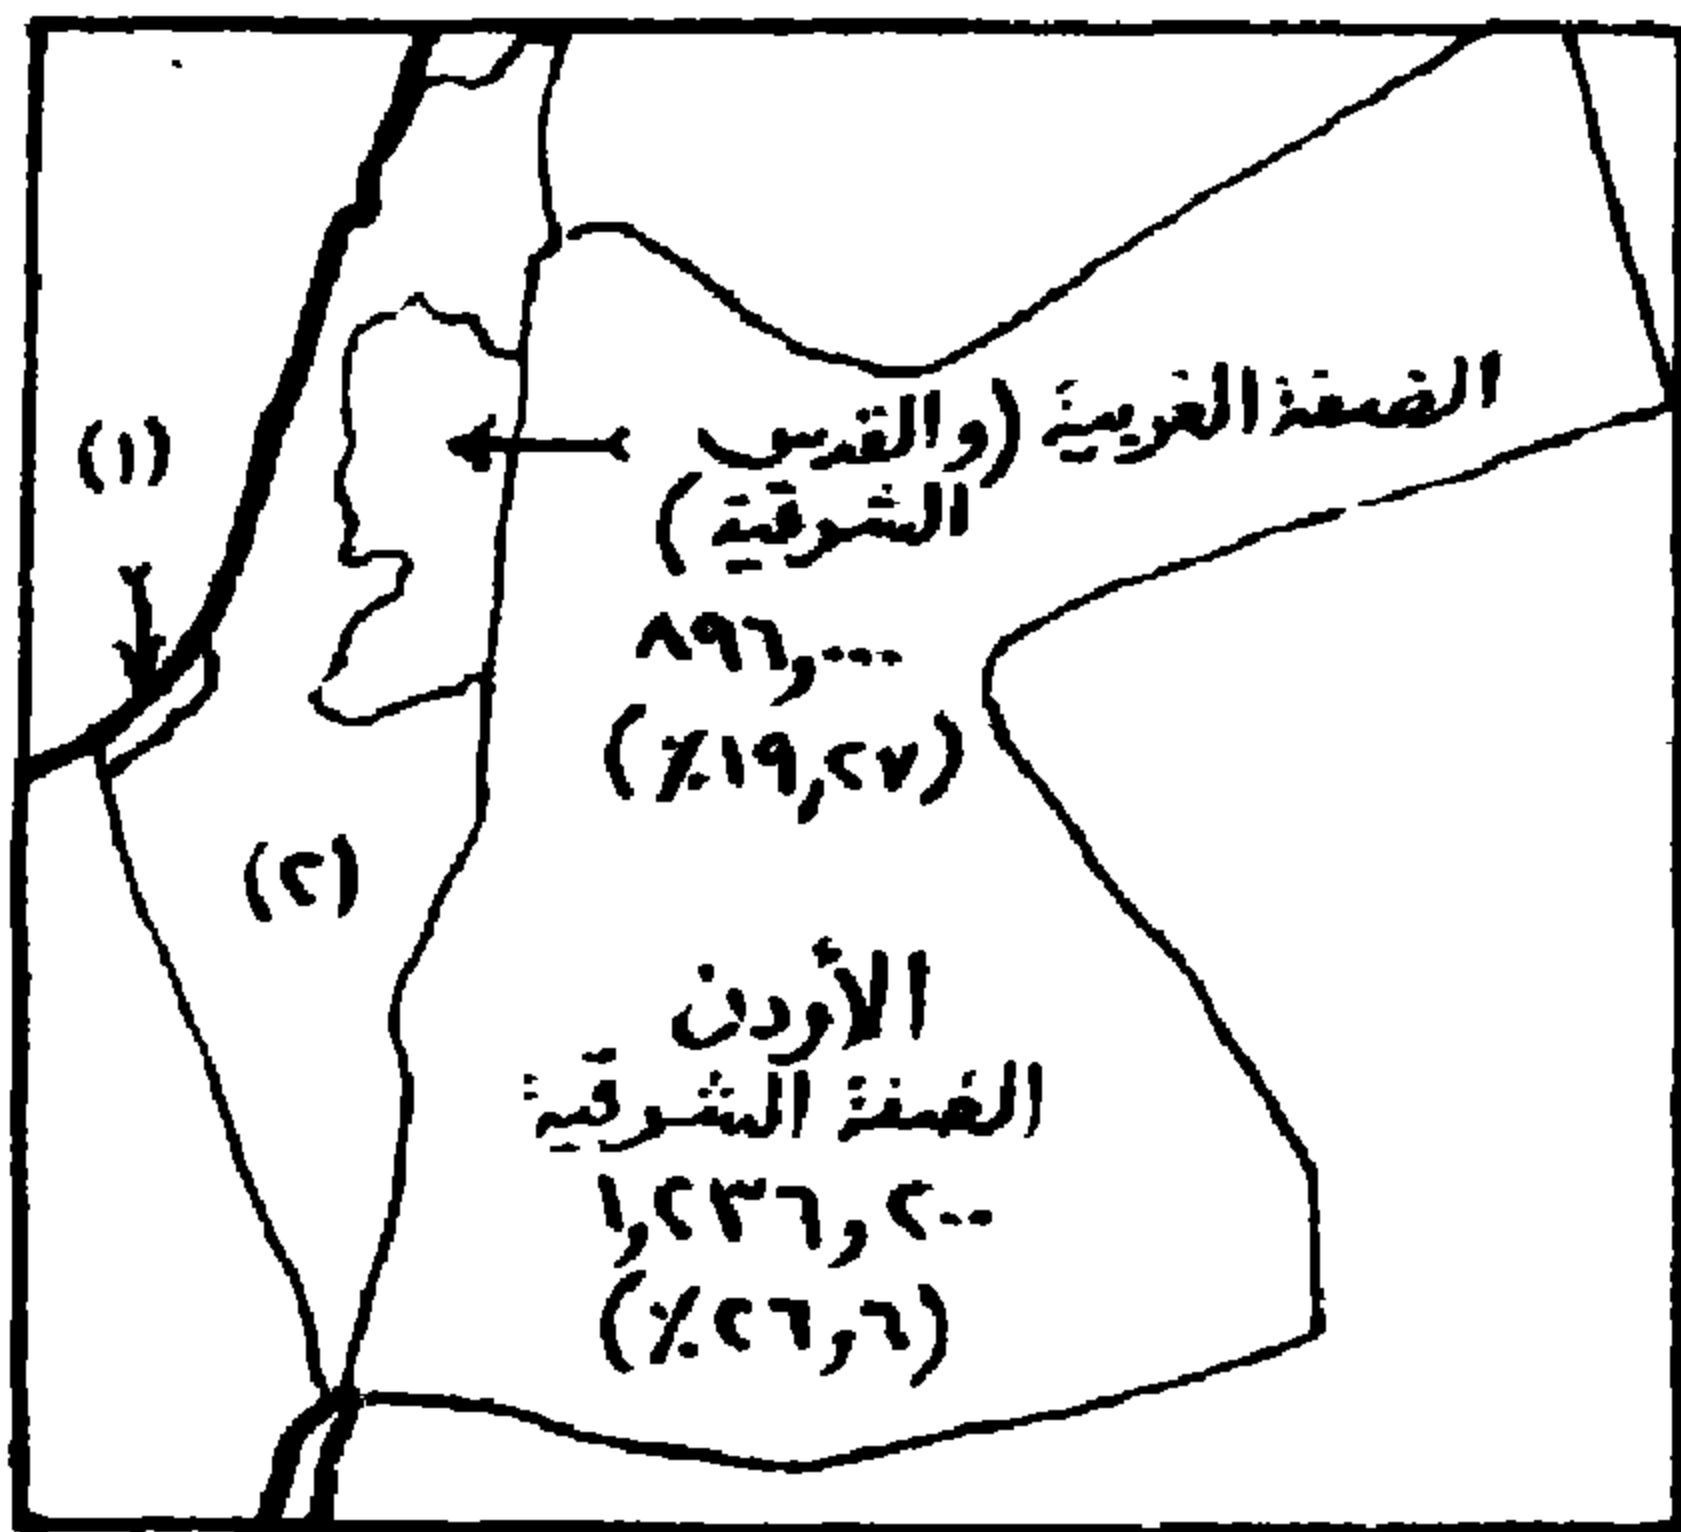 الضفة الغربية (والقدس
الشرقية)
٨٩٦,٠٠٠
(٪١٩,٢٧)
(١)
(٢)
الأردن
الضفة الشرقية
١,٢٣٦,٢٠٠
(٪٢٦,٦)